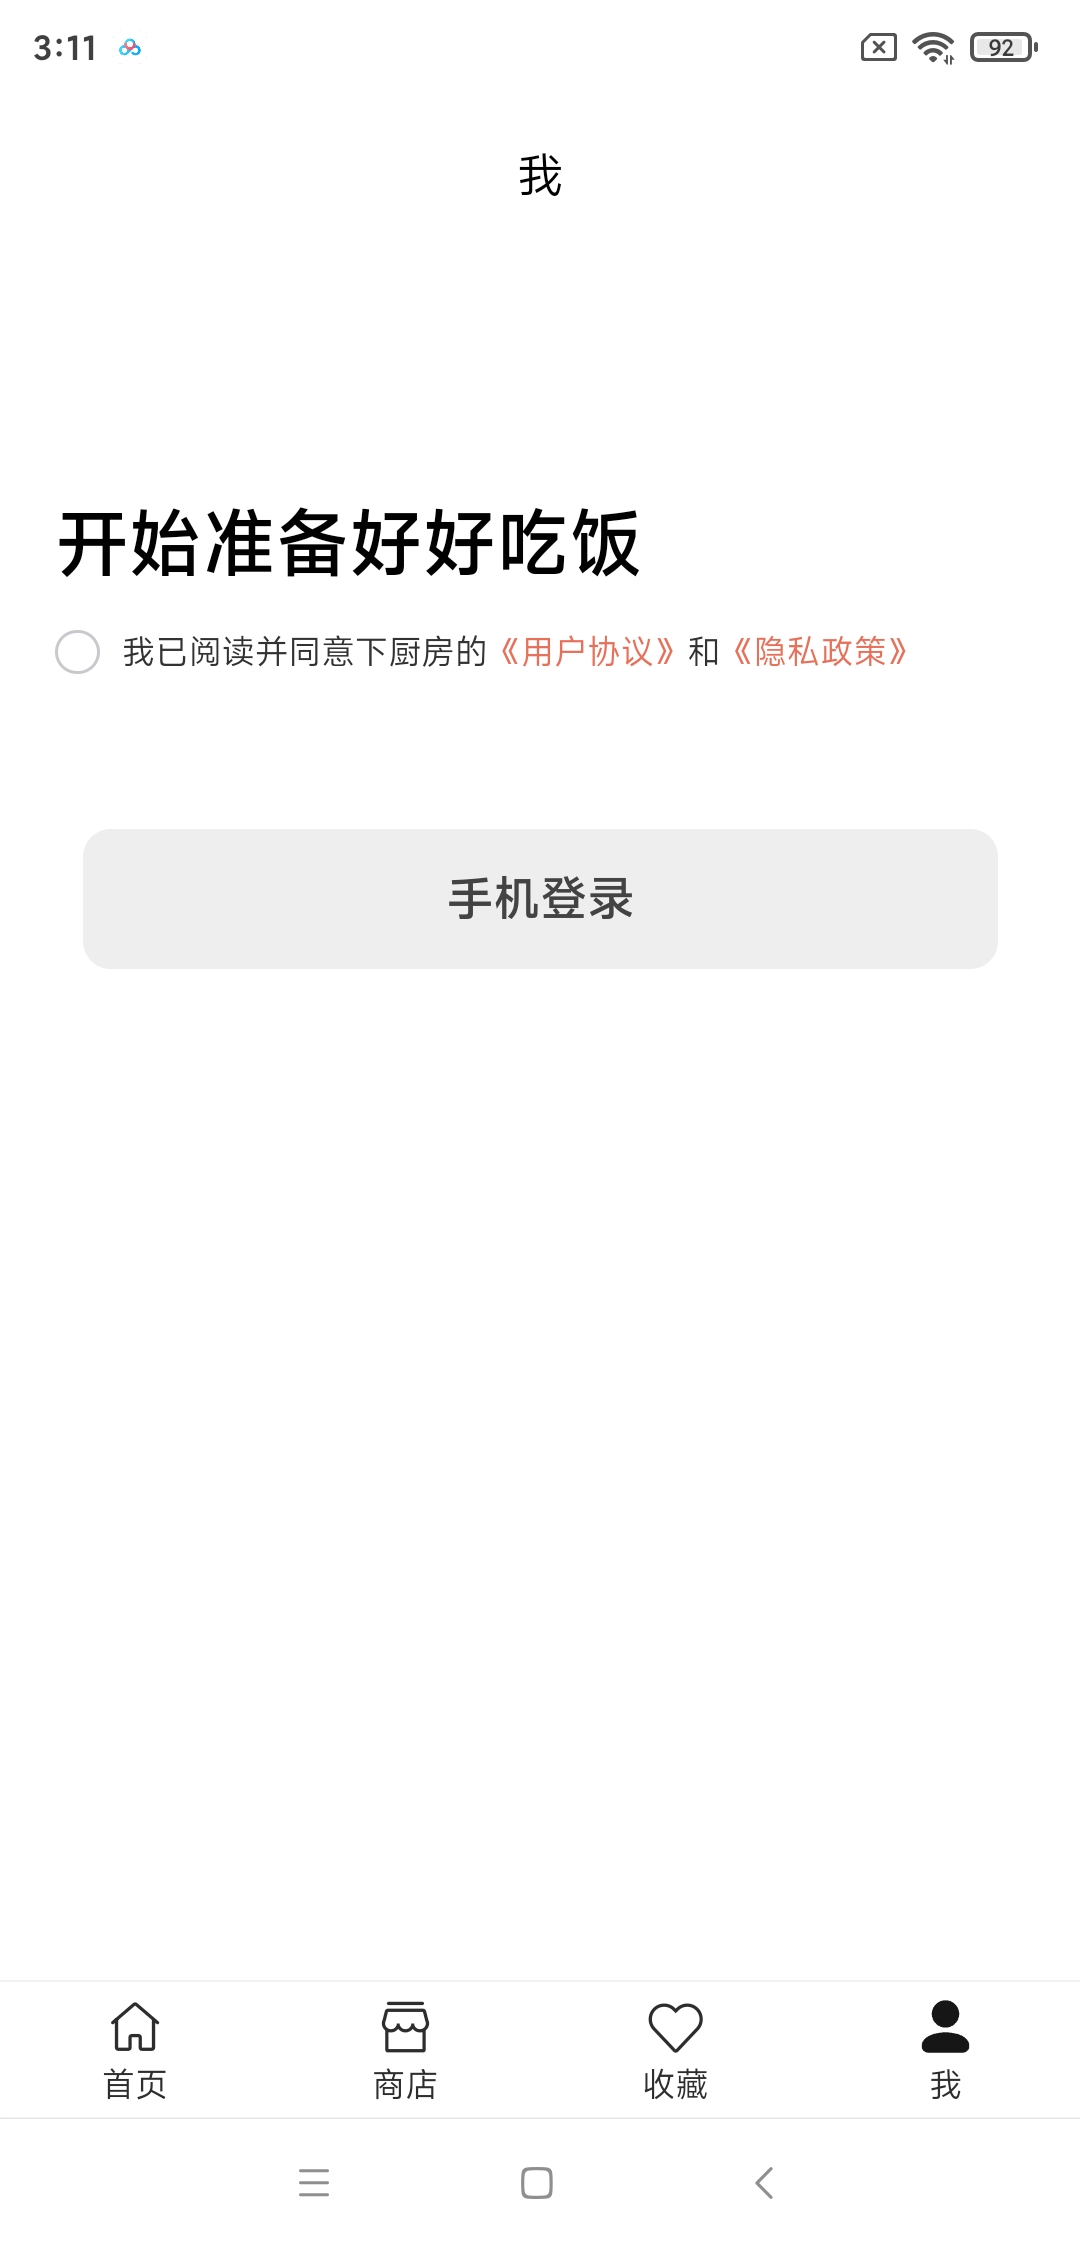 3:11
92
我
开始准备好好吃饭
我已阅读并同意下厨房的《用户协议》和《隐私政策》
手机登录
首页 商店 收藏 我